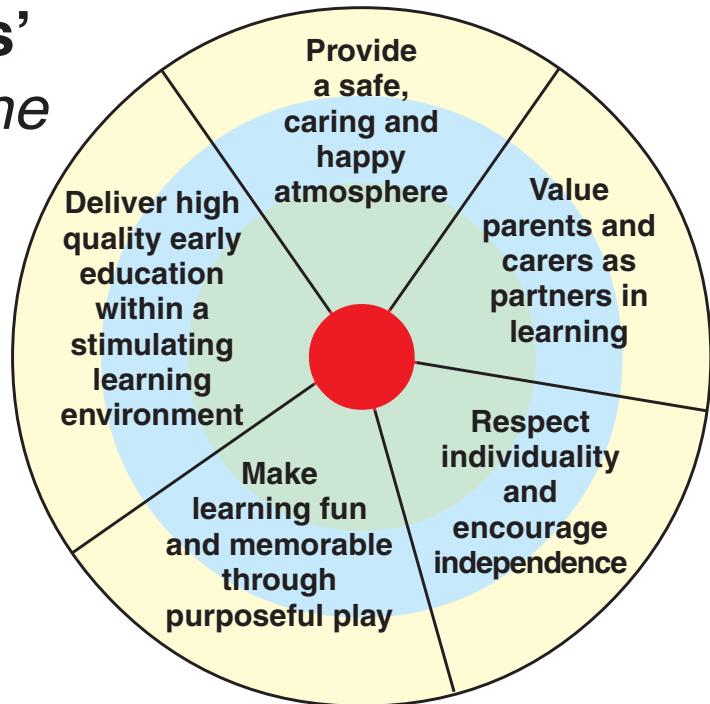 s’
ne
Provide
a safe,
caring and
happy
atmosphere
Value
parents and
carers as
partners in
learning
Respect
individuality
and
encourage
independence
Make
learning fun
and memorable
through
purposeful play
Deliver high
quality early
education
within a
stimulating
learning
environment